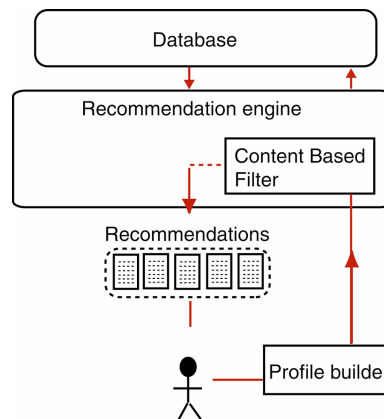 Database
Recommendation engine
Content Based
Filter
Recommendations
Profile builde